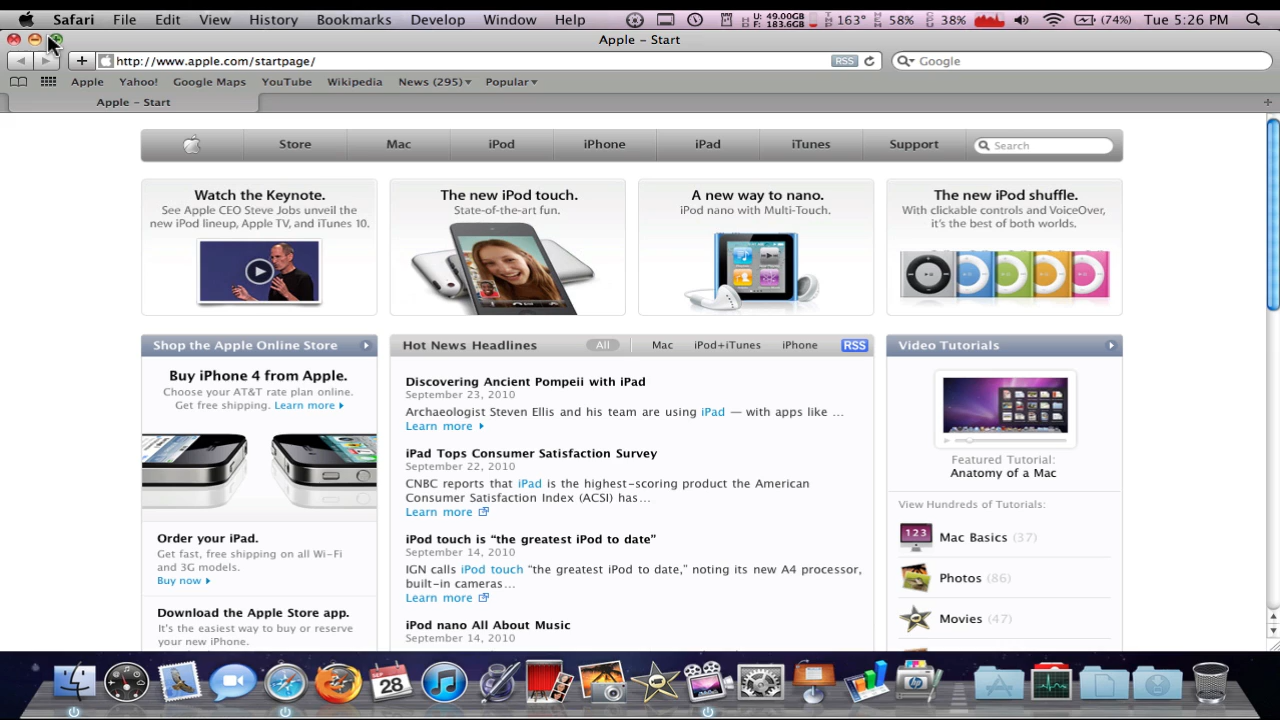 Safari File Edit View History Bookmarks Develop Window Help U: 49.00GB F: 183.6GB 163° 58% 38% (74%) Tue 5:26 PM
Apple – Start
http://www.apple.com/startpage/ RSS Google
Apple Yahoo! Google Maps YouTube Wikipedia News (295) Popular
Apple – Start
Store Mac iPod iPhone iPad iTunes Support Search
Watch the Keynote.
See Apple CEO Steve Jobs unveil the
new iPod lineup, Apple TV, and iTunes 10.
The new iPod touch.
State-of-the-art fun.
A new way to nano.
iPod nano with Multi-Touch.
The new iPod shuffle.
With clickable controls and VoiceOver,
it's the best of both worlds.
Shop the Apple Online Store
Buy iPhone 4 from Apple.
Choose your AT&T rate plan online.
Get free shipping. Learn more
Order your iPad.
Get fast, free shipping on all Wi-Fi
and 3G models.
Buy now
Download the Apple Store app.
It's the easiest way to buy or reserve
your new iPhone.
Hot News Headlines All Mac iPod+iTunes iPhone RSS
Discovering Ancient Pompeii with iPad
September 23, 2010
Archaeologist Steven Ellis and his team are using iPad — with apps like ...
Learn more
iPad Tops Consumer Satisfaction Survey
September 22, 2010
CNBC reports that iPad is the highest-scoring product the American
Consumer Satisfaction Index (ACSI) has...
Learn more
iPod touch is “the greatest iPod to date”
September 14, 2010
IGN calls iPod touch “the greatest iPod to date,” noting its new A4 processor,
built-in cameras...
Learn more
iPod nano All About Music
September 14, 2010
Video Tutorials
Featured Tutorial:
Anatomy of a Mac
View Hundreds of Tutorials:
123 Mac Basics (37)
Photos (86)
Movies (47)
SEP
28
hp